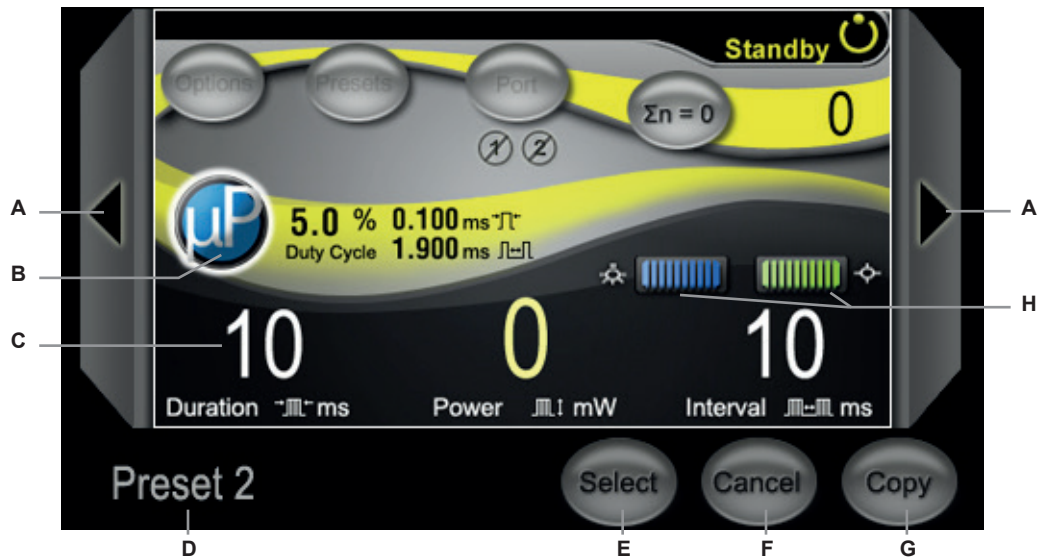 Standby
Options Presets Port
Σn = 0 0
1 2
A A
µP 5.0 % 0.100 ms
Duty Cycle 1.900 ms
B
H
C 10 0 10
Duration ms Power mW Interval ms
Preset 2 Select Cancel Copy
D E F G